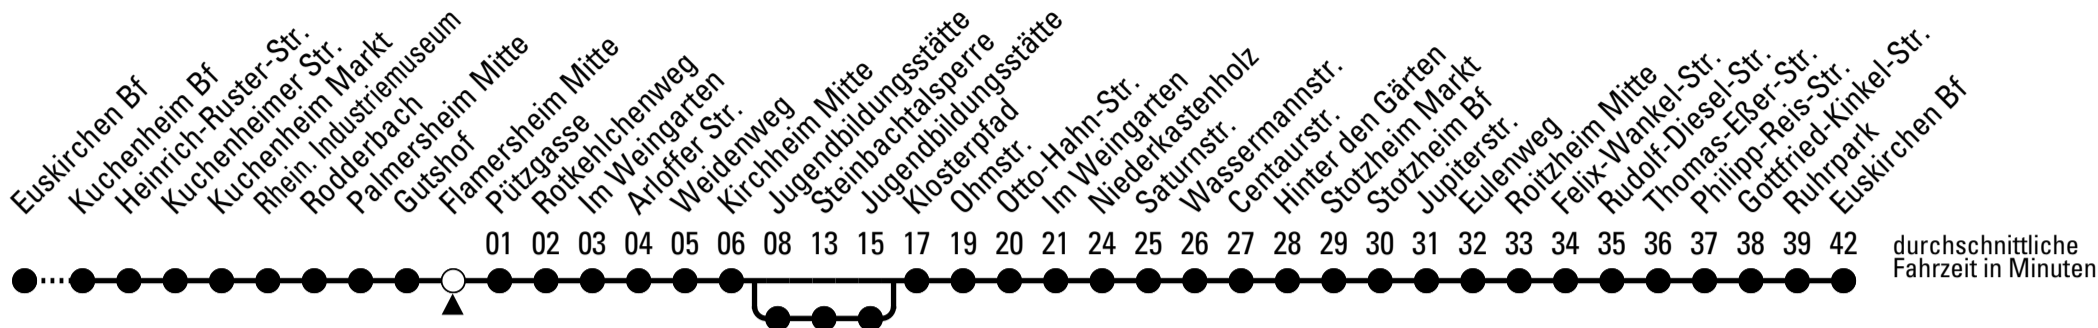 Euskirchen Bf
Kuchenheim Bf
Heinrich-Ruster-Str.
Kuchenheimer Str.
Kuchenheim Markt
Rhein. Industriemuseum
Rodderbach
Palmersheim Mitte
Gutshof
Flamersheim Mitte
Pützgasse
Rotkehlchenweg
Im Weingarten
Arloffer Str.
Weidenweg
Kirchheim Mitte
Jugendbildungsstätte
Steinbachtalsperre
Jugendbildungsstätte
Klosterpfad
Ohmstr.
Otto-Hahn-Str.
Im Weingarten
Niederkastenholz
Saturnstr.
Wassermannstr.
Centaurstr.
Hinter den Gärten
Stotzheim Markt
Stotzheim Bf
Jupiterstr.
Eulenweg
Roitzheim Mitte
Felix-Wankel-Str.
Rudolf-Diesel-Str.
Thomas-Eßer-Str.
Philipp-Reis-Str.
Gottfried-Kinkel-Str.
Ruhrpark
Euskirchen Bf
01 02 03 04 05 06 08 13 15 17 19 20 21 24 25 26 27 28 29 30 31 32 33 34 35 36 37 38 39 42
durchschnittliche
Fahrzeit in Minuten